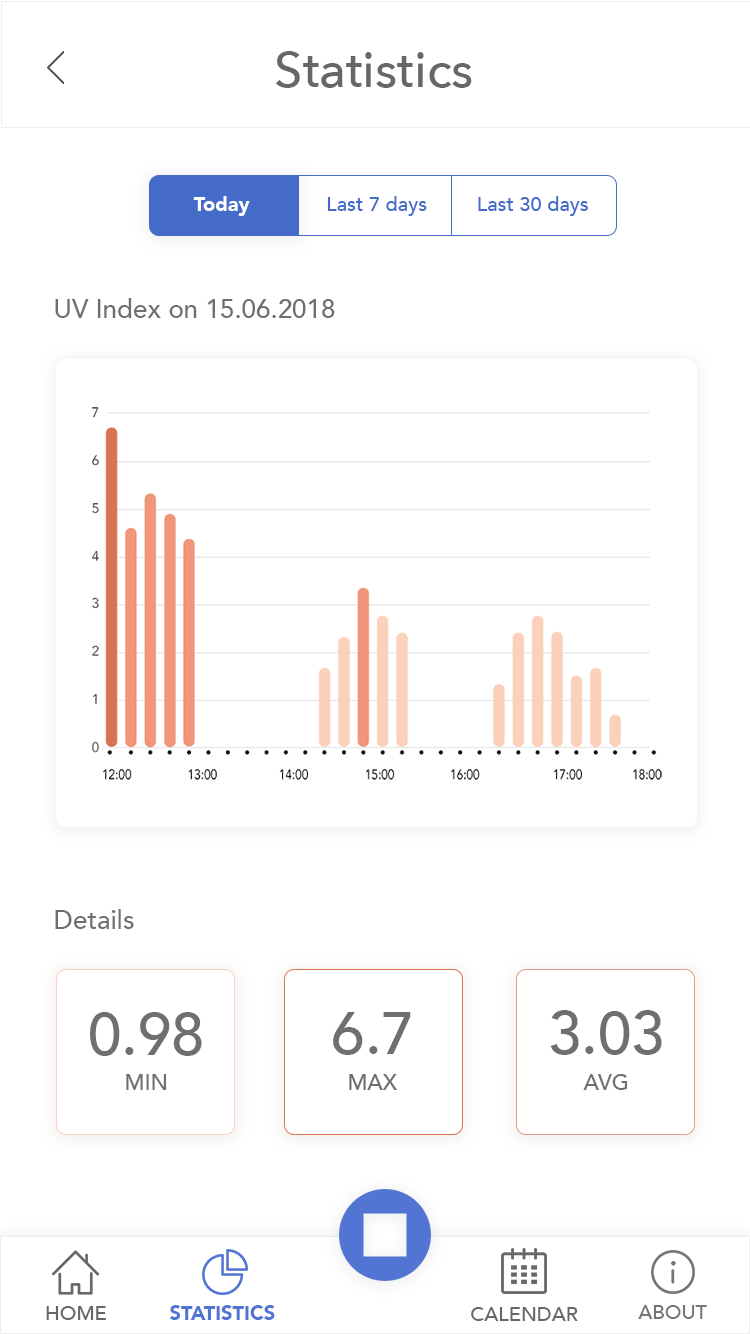 Statistics
Today Last 7 days Last 30 days
UV Index on 15.06.2018
7
6
5
4
3
2
1
0
12:00 13:00 14:00 15:00 16:00 17:00 18:00
Details
0.98 6.7 3.03
MIN MAX AVG
HOME STATISTICS CALENDAR ABOUT